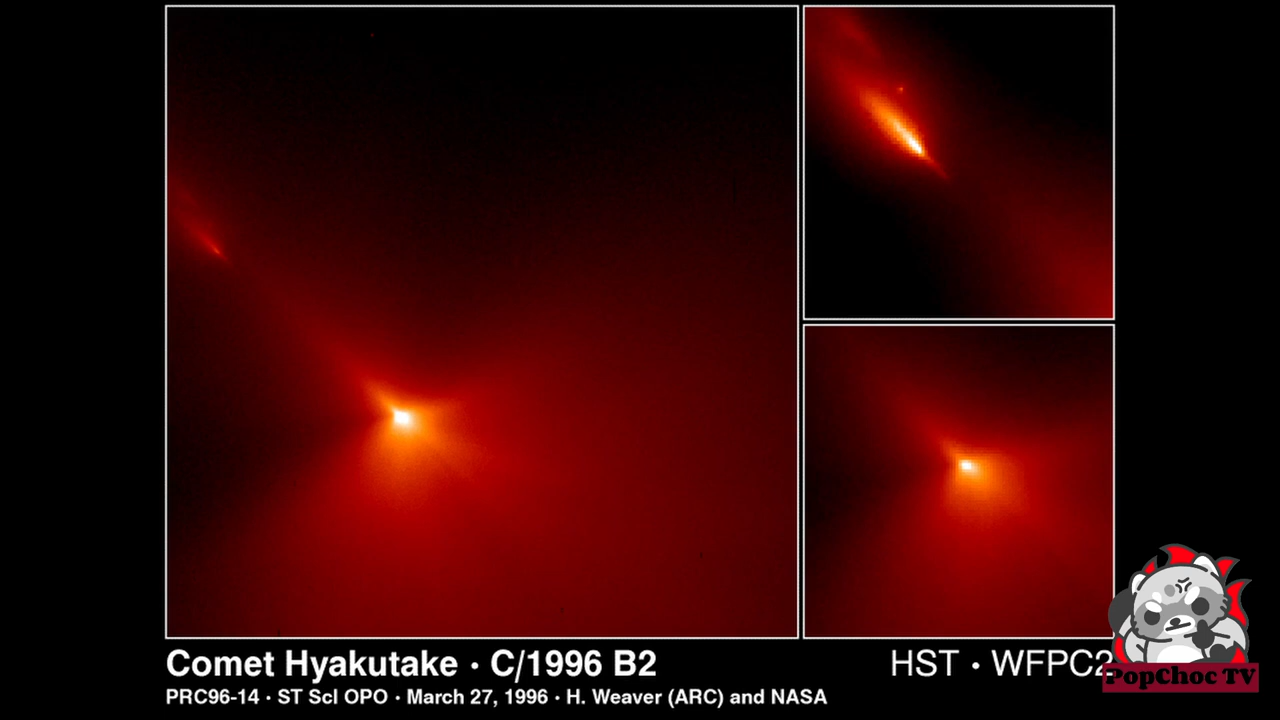 Comet Hyakutake · C/1996 B2
HST · WFPC2
PRC96-14 · ST ScI OPO · March 27, 1996 · H. Weaver (ARC) and NASA
PopChoc TV